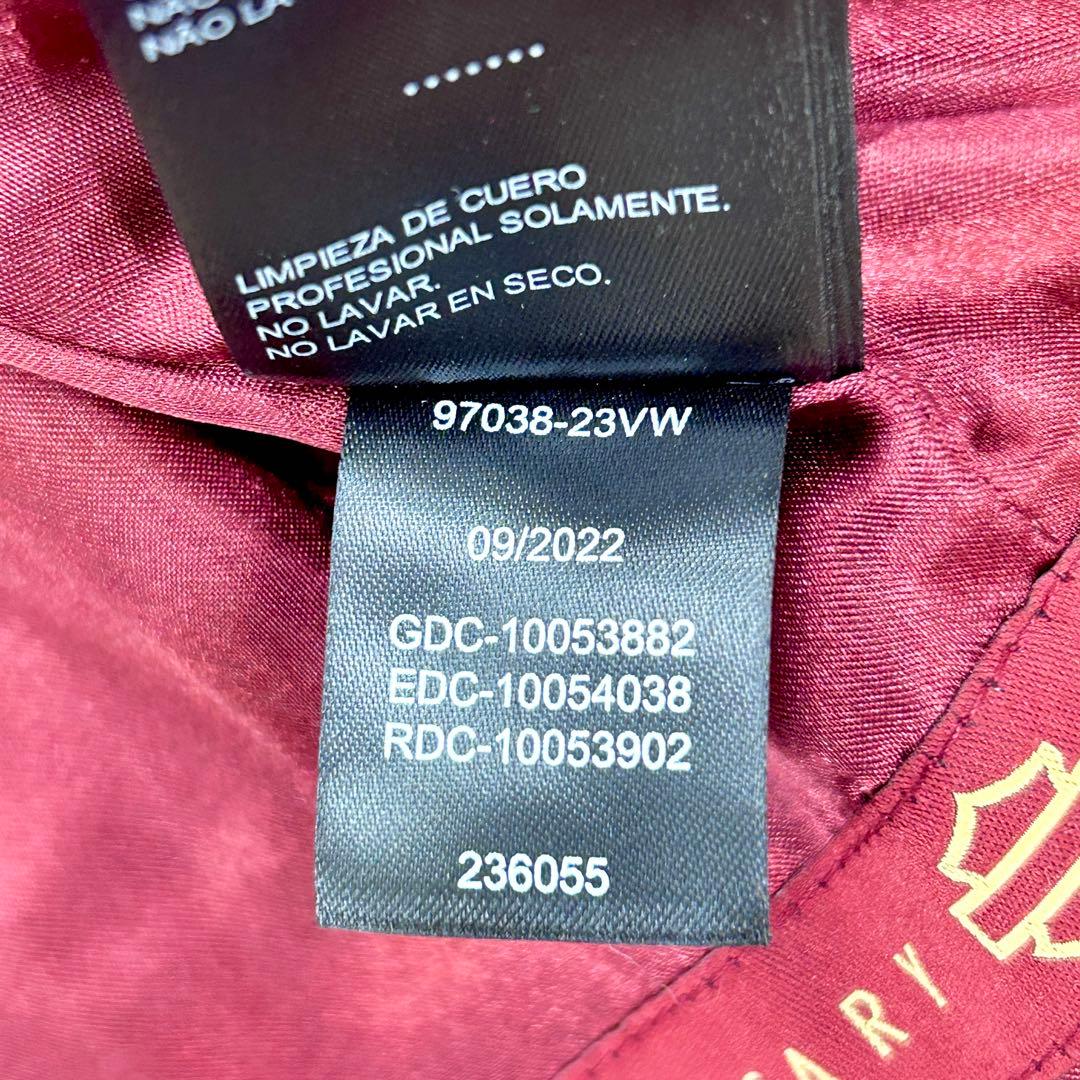 NÃO LA
LIMPIEZA DE CUERO
PROFESIONAL SOLAMENTE.
NO LAVAR.
NO LAVAR EN SECO.
97038-23VW
09/2022
GDC-10053882
EDC-10054038
RDC-10053902
236055
ARY